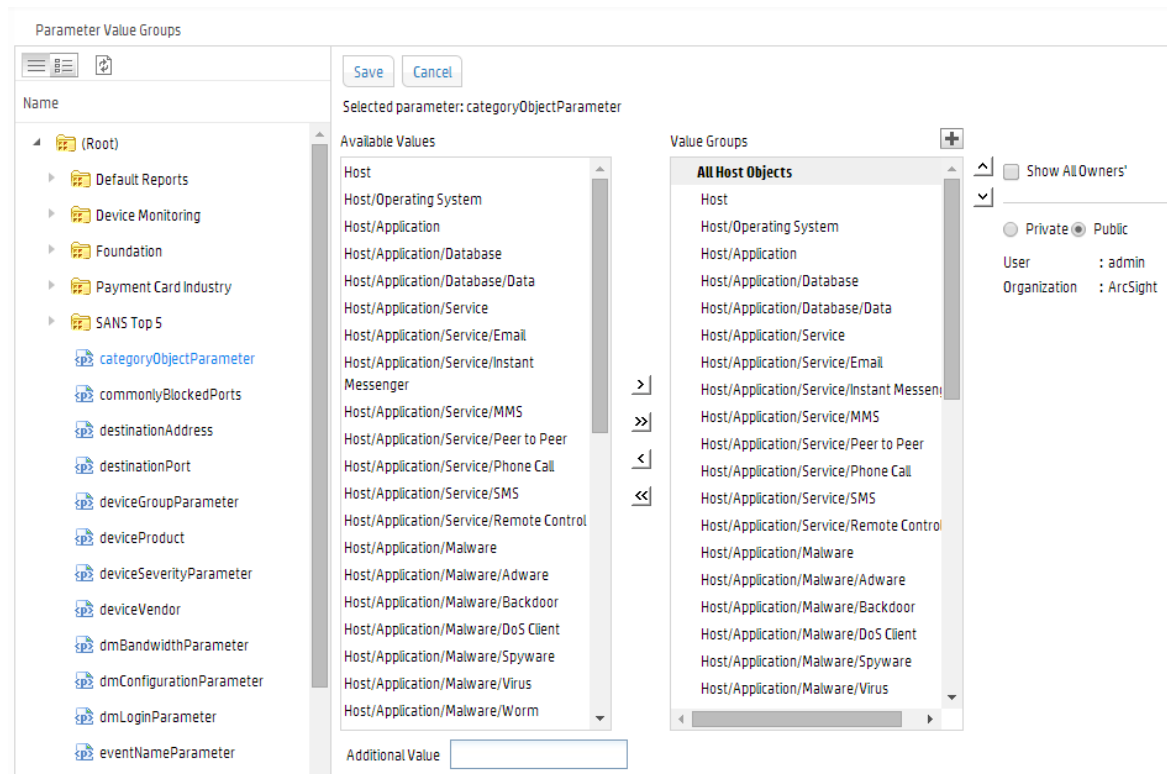 Parameter Value Groups
Name
(Root)
Default Reports
Device Monitoring
Foundation
Payment Card Industry
SANS Top 5
categoryObjectParameter
commonlyBlockedPorts
destinationAddress
destinationPort
deviceGroupParameter
deviceProduct
deviceSeverityParameter
deviceVendor
dmBandwidthParameter
dmConfigurationParameter
dmLoginParameter
eventNameParameter
Save Cancel
Selected parameter: categoryObjectParameter
Available Values
Host
Host/Operating System
Host/Application
Host/Application/Database
Host/Application/Database/Data
Host/Application/Service
Host/Application/Service/Email
Host/Application/Service/Instant
Messenger
Host/Application/Service/MMS
Host/Application/Service/Peer to Peer
Host/Application/Service/Phone Call
Host/Application/Service/SMS
Host/Application/Service/Remote Control
Host/Application/Malware
Host/Application/Malware/Adware
Host/Application/Malware/Backdoor
Host/Application/Malware/DoS Client
Host/Application/Malware/Spyware
Host/Application/Malware/Virus
Host/Application/Malware/Worm
Additional Value
Value Groups
All Host Objects
Host
Host/Operating System
Host/Application
Host/Application/Database
Host/Application/Database/Data
Host/Application/Service
Host/Application/Service/Email
Host/Application/Service/Instant Messeng
Host/Application/Service/MMS
Host/Application/Service/Peer to Peer
Host/Application/Service/Phone Call
Host/Application/Service/SMS
Host/Application/Service/Remote Control
Host/Application/Malware
Host/Application/Malware/Adware
Host/Application/Malware/Backdoor
Host/Application/Malware/DoS Client
Host/Application/Malware/Spyware
Host/Application/Malware/Virus
Show All Owners'
Private Public
User : admin
Organization : ArcSight